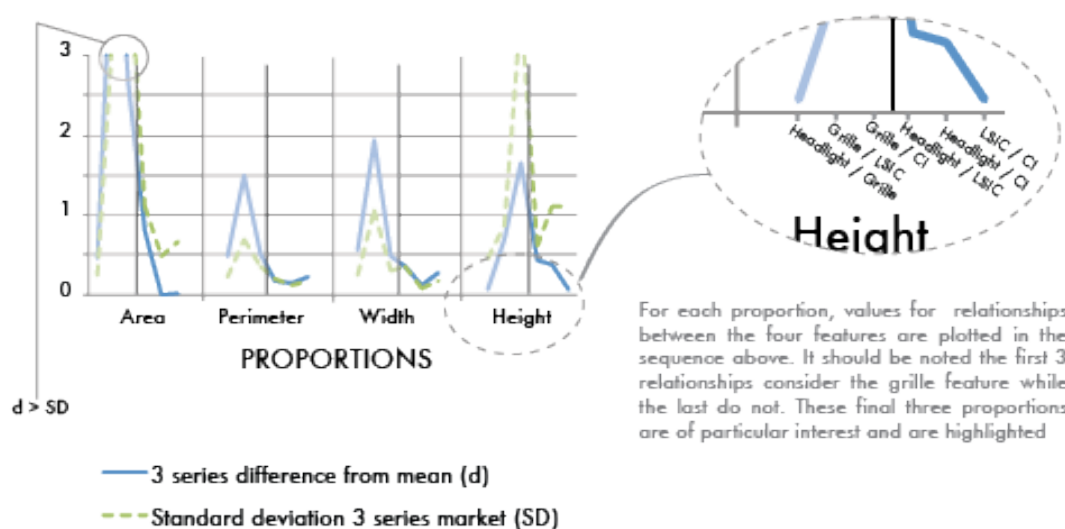 3
2
1
0
Area
Perimeter
Width
Height
PROPORTIONS
d > SD
3 series difference from mean (d)
Standard deviation 3 series market (SD)
Headlight / Grille
Grille / LSiC
Grille / CI
Headlight / LSiC
Headlight / CI
LSiC / CI
Height
For each proportion, values for relationships
between the four features are plotted in the
sequence above. It should be noted the first 3
relationships consider the grille feature while
the last do not. These final three proportions
are of particular interest and are highlighted